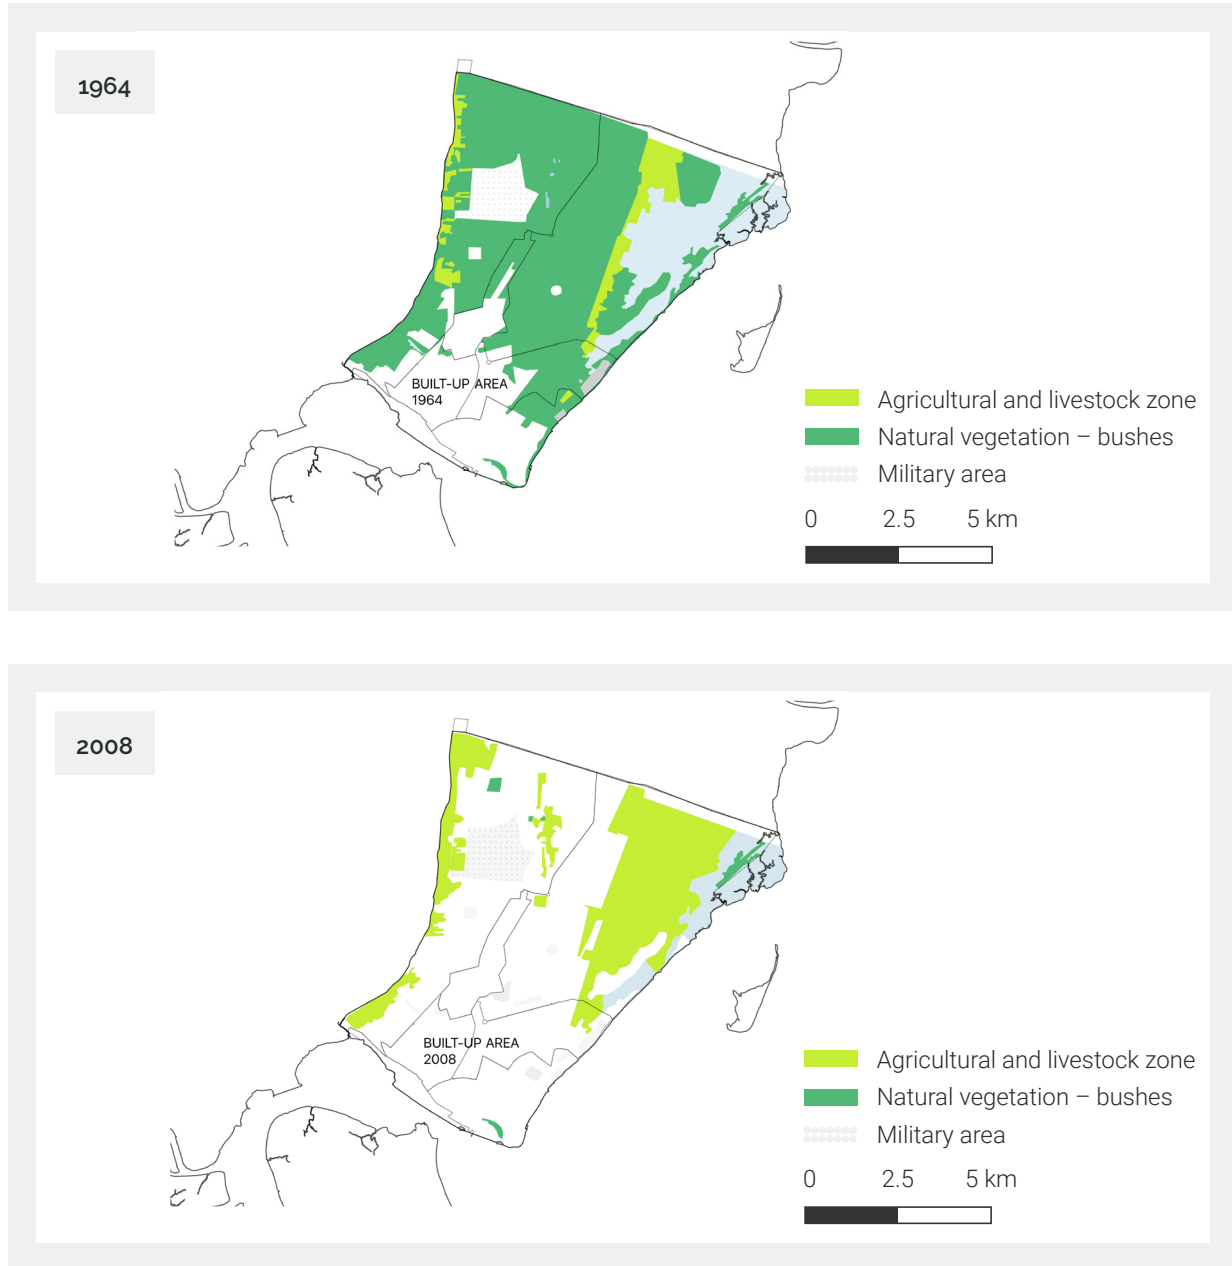 1964
BUILT-UP AREA
1964
Agricultural and livestock zone
Natural vegetation – bushes
Military area
0 2.5 5 km
2008
BUILT-UP AREA
2008
Agricultural and livestock zone
Natural vegetation – bushes
Military area
0 2.5 5 km